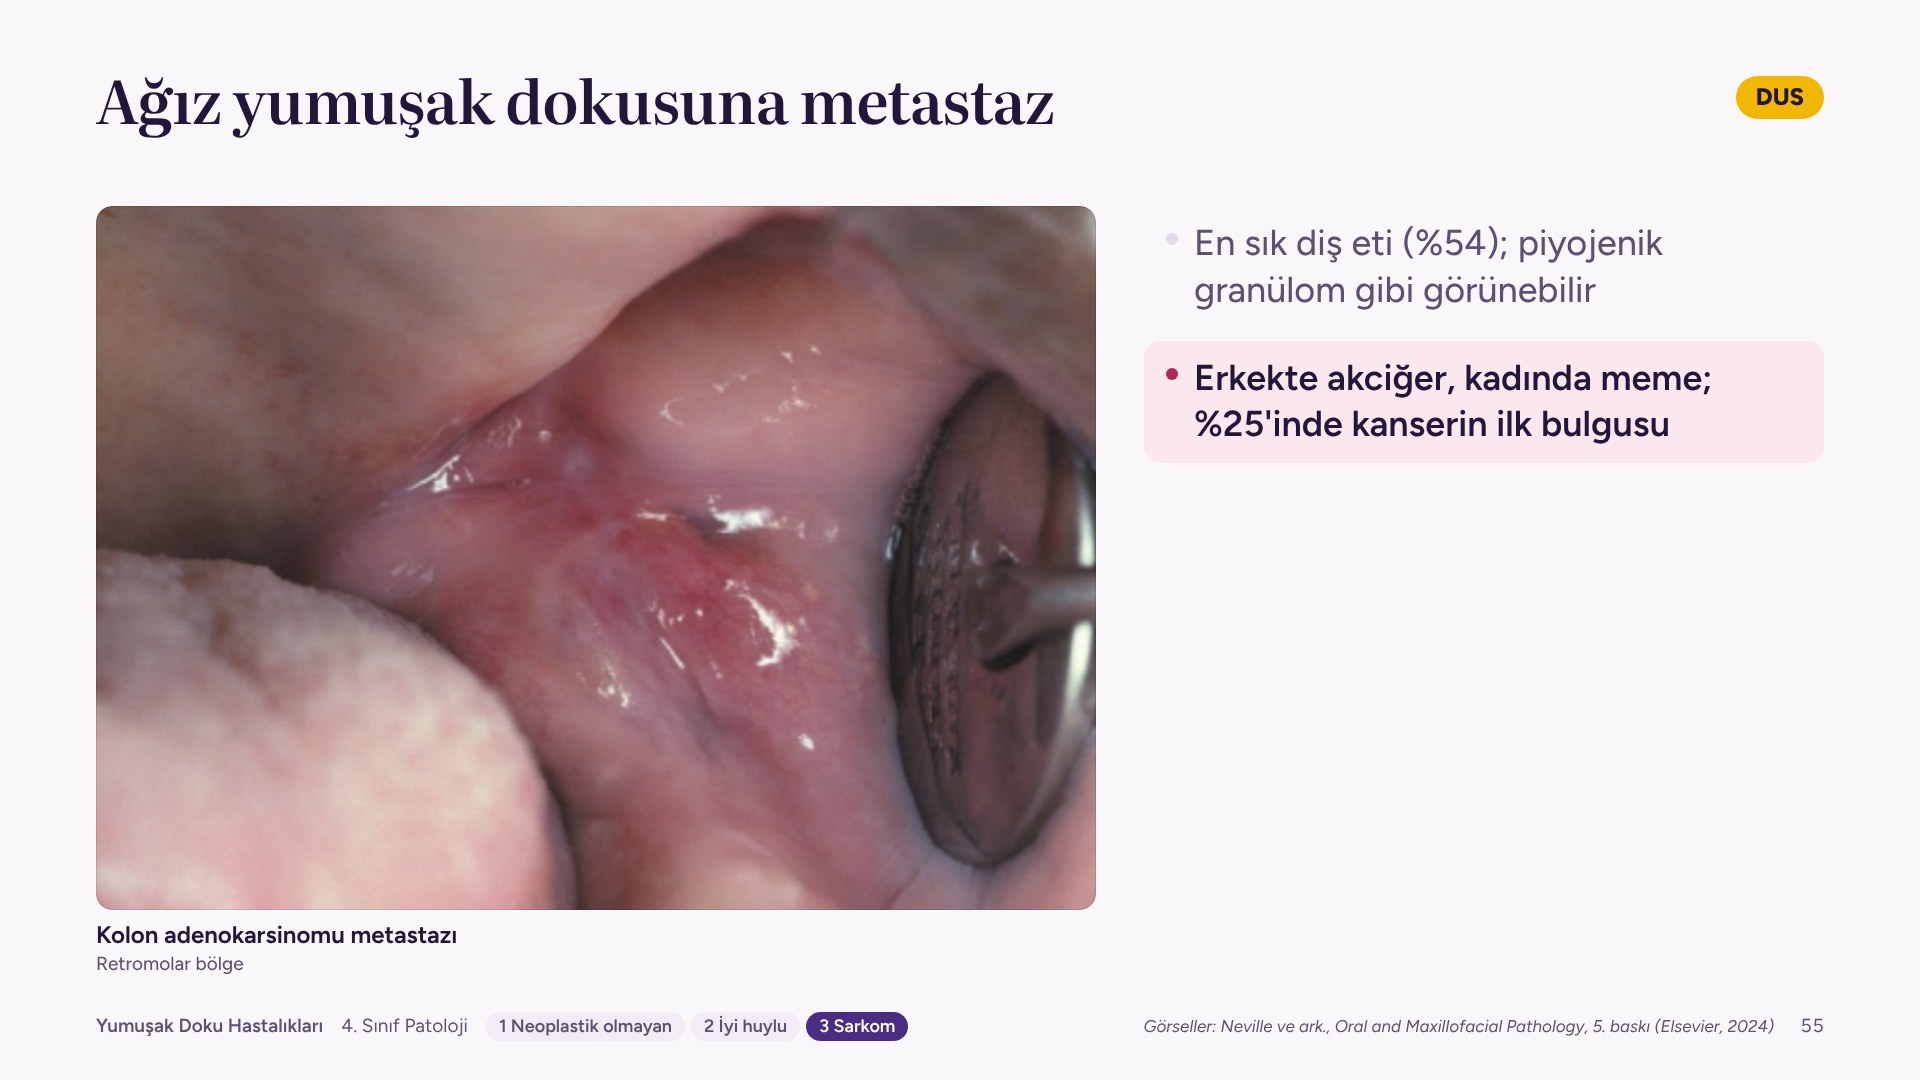 Ağız yumuşak dokusuna metastaz
DUS
En sık diş eti (%54); piyojenik
granülom gibi görünebilir
Erkekte akciğer, kadında meme;
%25'inde kanserin ilk bulgusu
Kolon adenokarsinomu metastazı
Retromolar bölge
Yumuşak Doku Hastalıkları 4. Sınıf Patoloji 1 Neoplastik olmayan 2 İyi huylu 3 Sarkom
Görseller: Neville ve ark., Oral and Maxillofacial Pathology, 5. baskı (Elsevier, 2024) 55